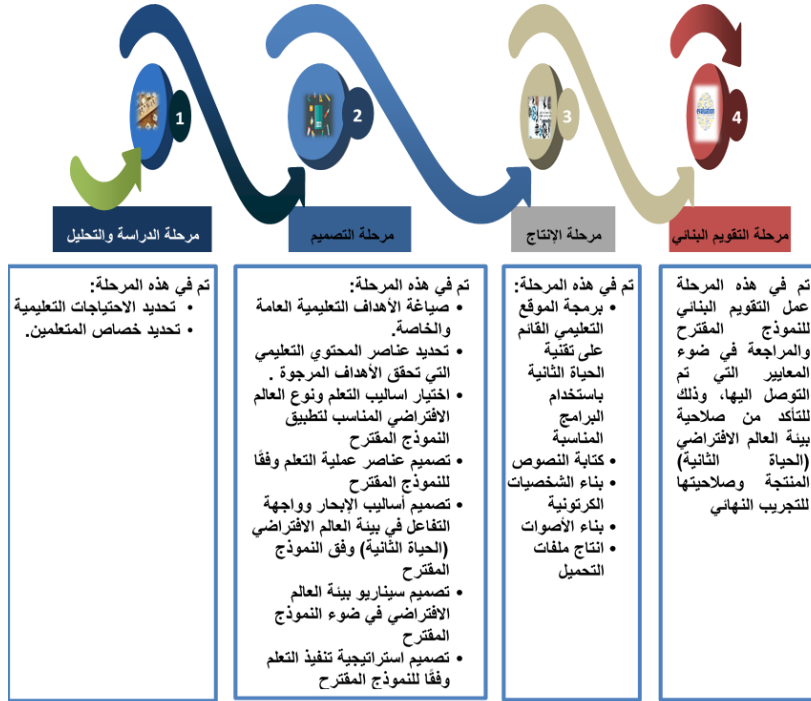 1
2
3
4
evaluation
مرحلة الدراسة والتحليل
مرحلة التصميم
مرحلة الإنتاج
مرحلة التقويم البنائي
تم في هذه المرحلة:
• تحديد الاحتياجات التعليمية
• تحديد خصاص المتعلمين.
تم في هذه المرحلة:
• صياغة الأهداف التعليمية العامة
والخاصة.
• تحديد عناصر المحتوي التعليمي
التي تحقق الأهداف المرجوة .
• اختيار اساليب التعلم ونوع العالم
الافتراضي المناسب لتطبيق
النموذج المقترح
• تصميم عناصر عملية التعلم وفقًا
للنموذج المقترح
• تصميم أساليب الإبحار وواجهة
التفاعل في بيئة العالم الافتراضي
(الحياة الثانية) وفق النموذج
المقترح
• تصميم سيناريو بيئة العالم
الافتراضي في ضوء النموذج
المقترح
• تصميم استراتيجية تنفيذ التعلم
وفقًا للنموذج المقترح
تم في هذه المرحلة:
• برمجة الموقع
التعليمي القائم
على تقنية
الحياة الثانية
باستخدام
البرامج
المناسبة
• كتابة النصوص
• بناء الشخصيات
الكرتونية
• بناء الأصوات
• انتاج ملفات
التحميل
تم في هذه المرحلة
عمل التقويم البنائي
للنموذج المقترح
والمراجعة في ضوء
المعايير التي تم
التوصل اليها، وذلك
للتأكد من صلاحية
بيئة العالم الافتراضي
(الحياة الثانية)
المنتجة وصلاحيتها
للتجريب النهائي